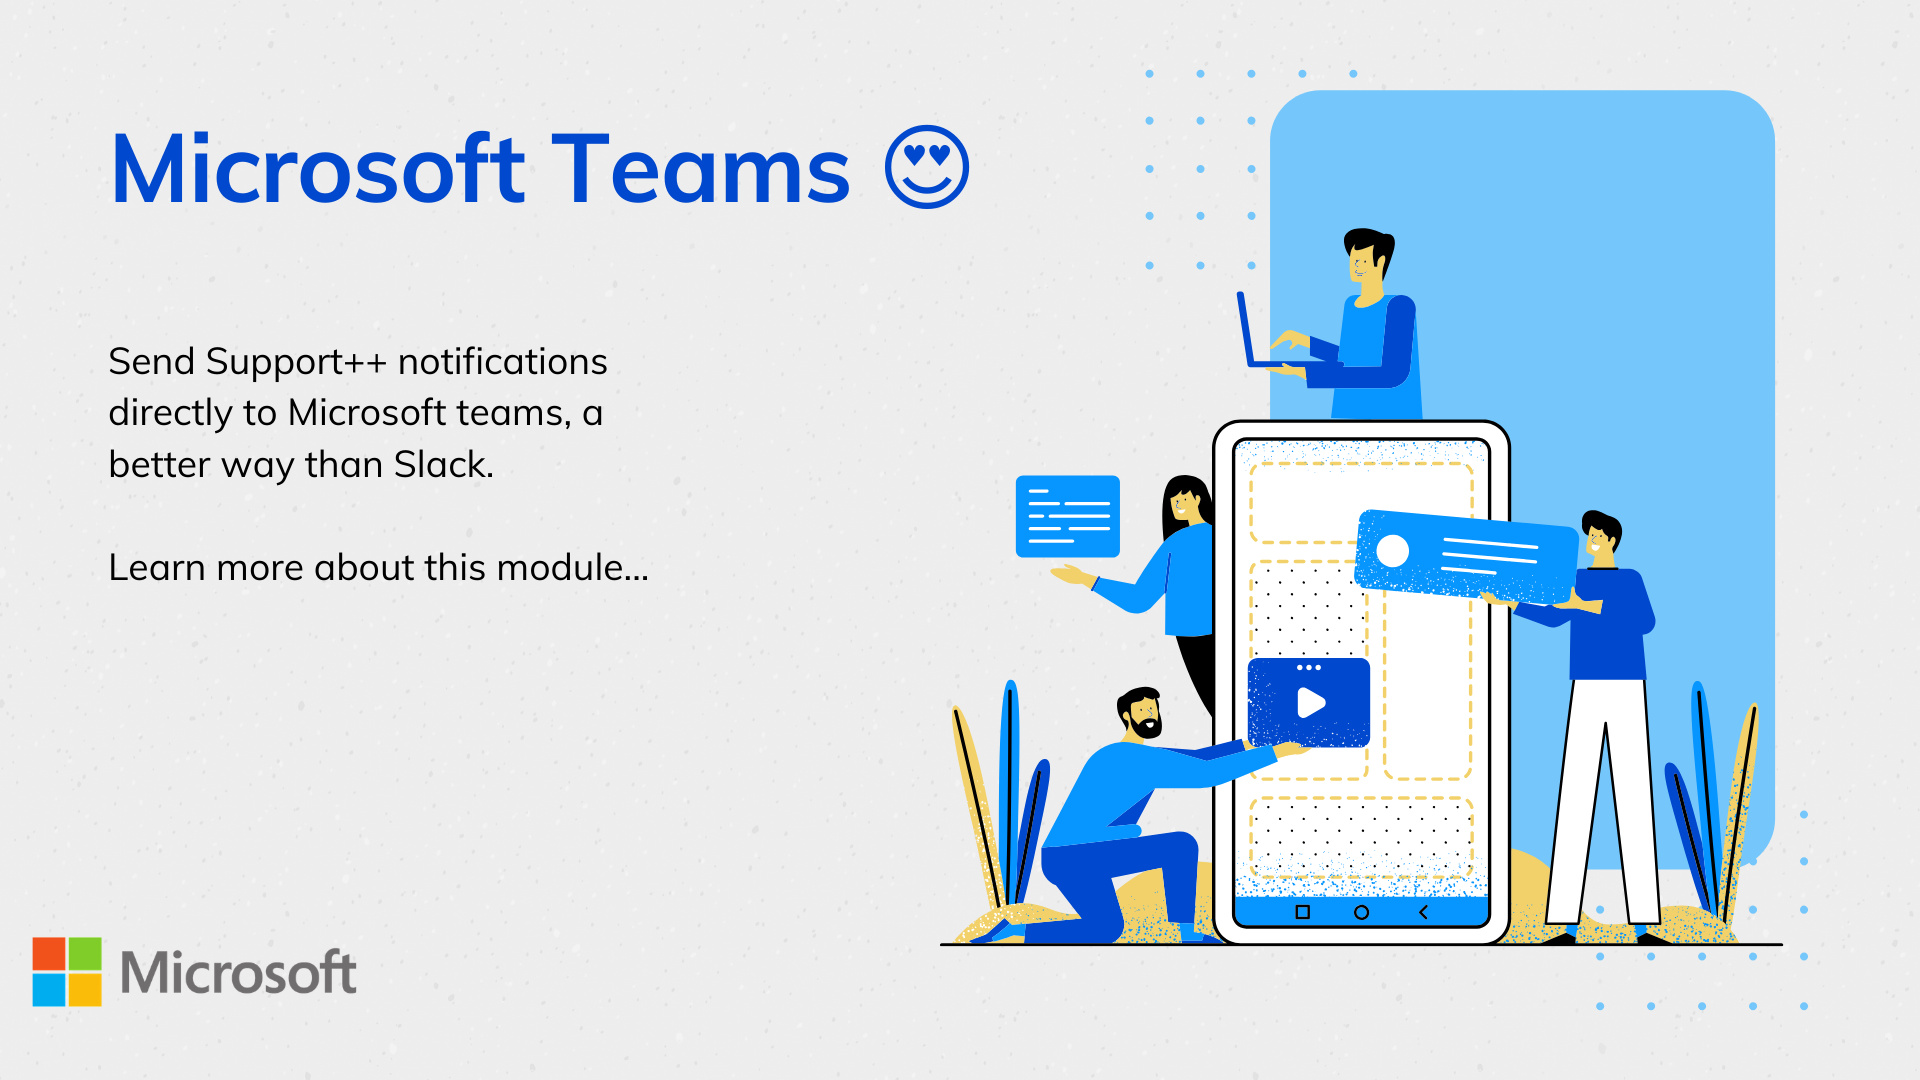 Microsoft Teams 😍
Send Support++ notifications
directly to Microsoft teams, a
better way than Slack.
Learn more about this module...
Microsoft